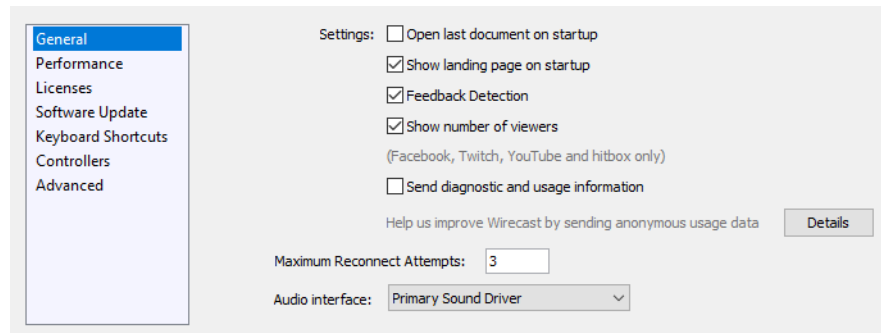 General
Performance
Licenses
Software Update
Keyboard Shortcuts
Controllers
Advanced
Settings: Open last document on startup
Show landing page on startup
Feedback Detection
Show number of viewers
(Facebook, Twitch, YouTube and hitbox only)
Send diagnostic and usage information
Help us improve Wirecast by sending anonymous usage data Details
Maximum Reconnect Attempts: 3
Audio interface: Primary Sound Driver